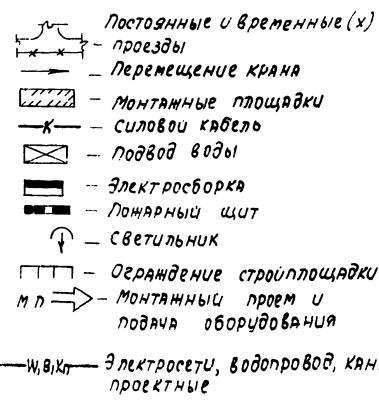 Постоянные и временные (х)
проезды
→ – Перемещение крана
– Монтажные площадки
–К– – Силовой кабель
– Подвод воды
– Электросборка
– Пожарный щит
– Светильник
– Ограждение стройплощадки
МП – Монтажный проем и
подача оборудования
–W,В,Кп– – Электросети, водопровод, кан.
проектные